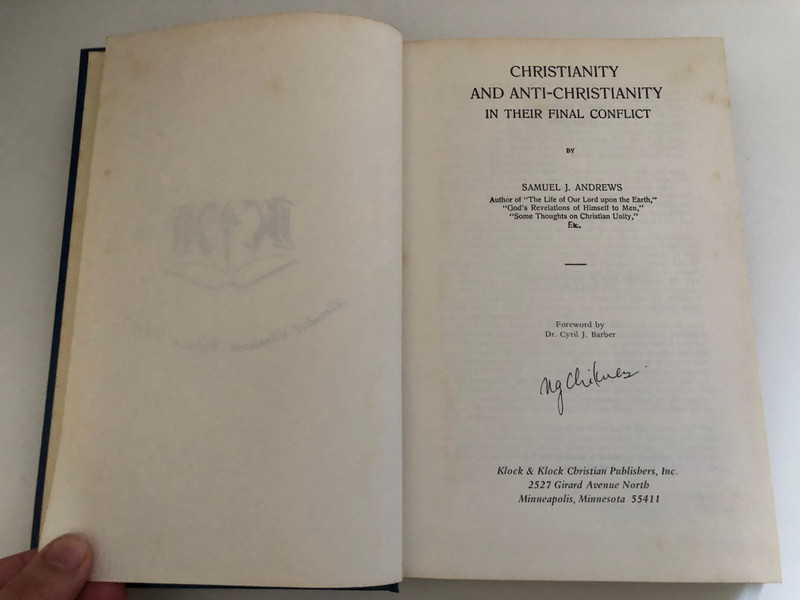 CHRISTIANITY
AND ANTI-CHRISTIANITY
IN THEIR FINAL CONFLICT
BY
SAMUEL J. ANDREWS
Author of "The Life of Our Lord upon the Earth,"
"God's Revelations of Himself to Men,"
"Some Thoughts on Christian Unity,"
Etc.
Foreword by
Dr. Cyril J. Barber
Klock & Klock Christian Publishers, Inc.
2527 Girard Avenue North
Minneapolis, Minnesota 55411